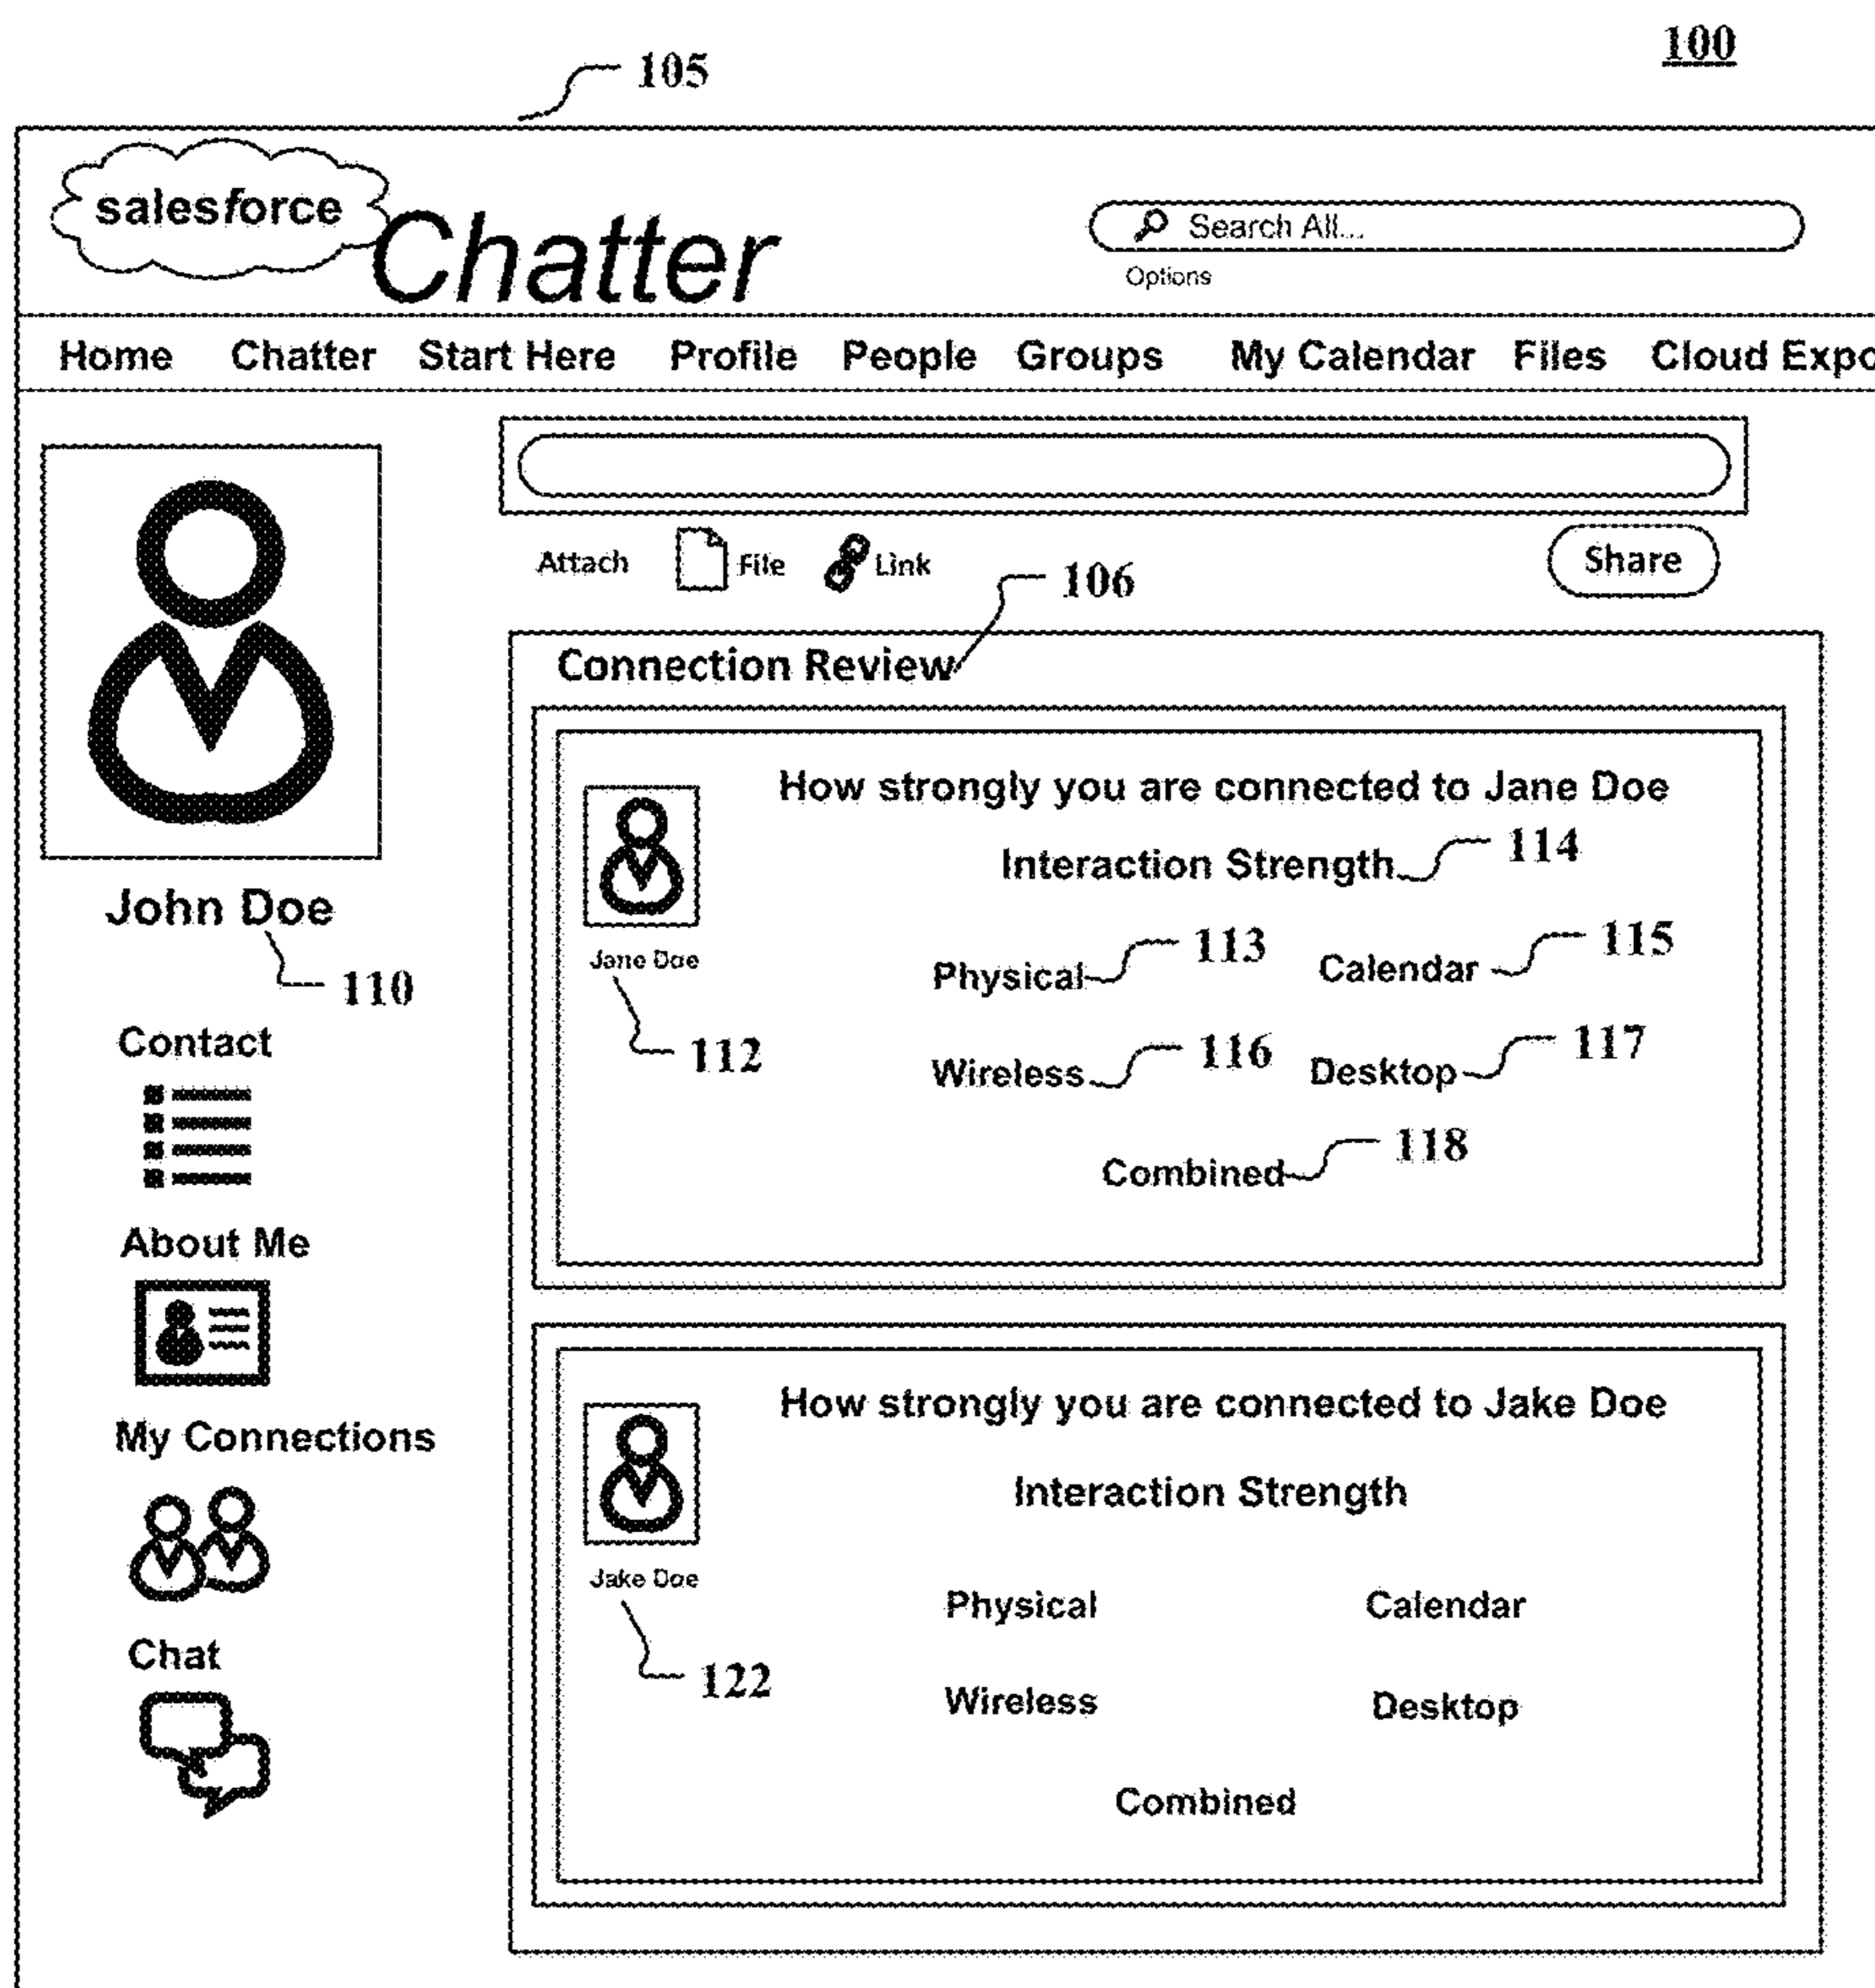 100
105
salesforce
Chatter
Search All...
Options
Home Chatter Start Here Profile People Groups My Calendar Files Cloud Expo
Attach File Link Share
106
Connection Review
How strongly you are connected to Jane Doe
Interaction Strength 114
John Doe
110
Jane Doe
112
Physical 113 Calendar 115
Wireless 116 Desktop 117
Combined 118
Contact
About Me
My Connections
Chat
How strongly you are connected to Jake Doe
Interaction Strength
Jake Doe
122
Physical Calendar
Wireless Desktop
Combined